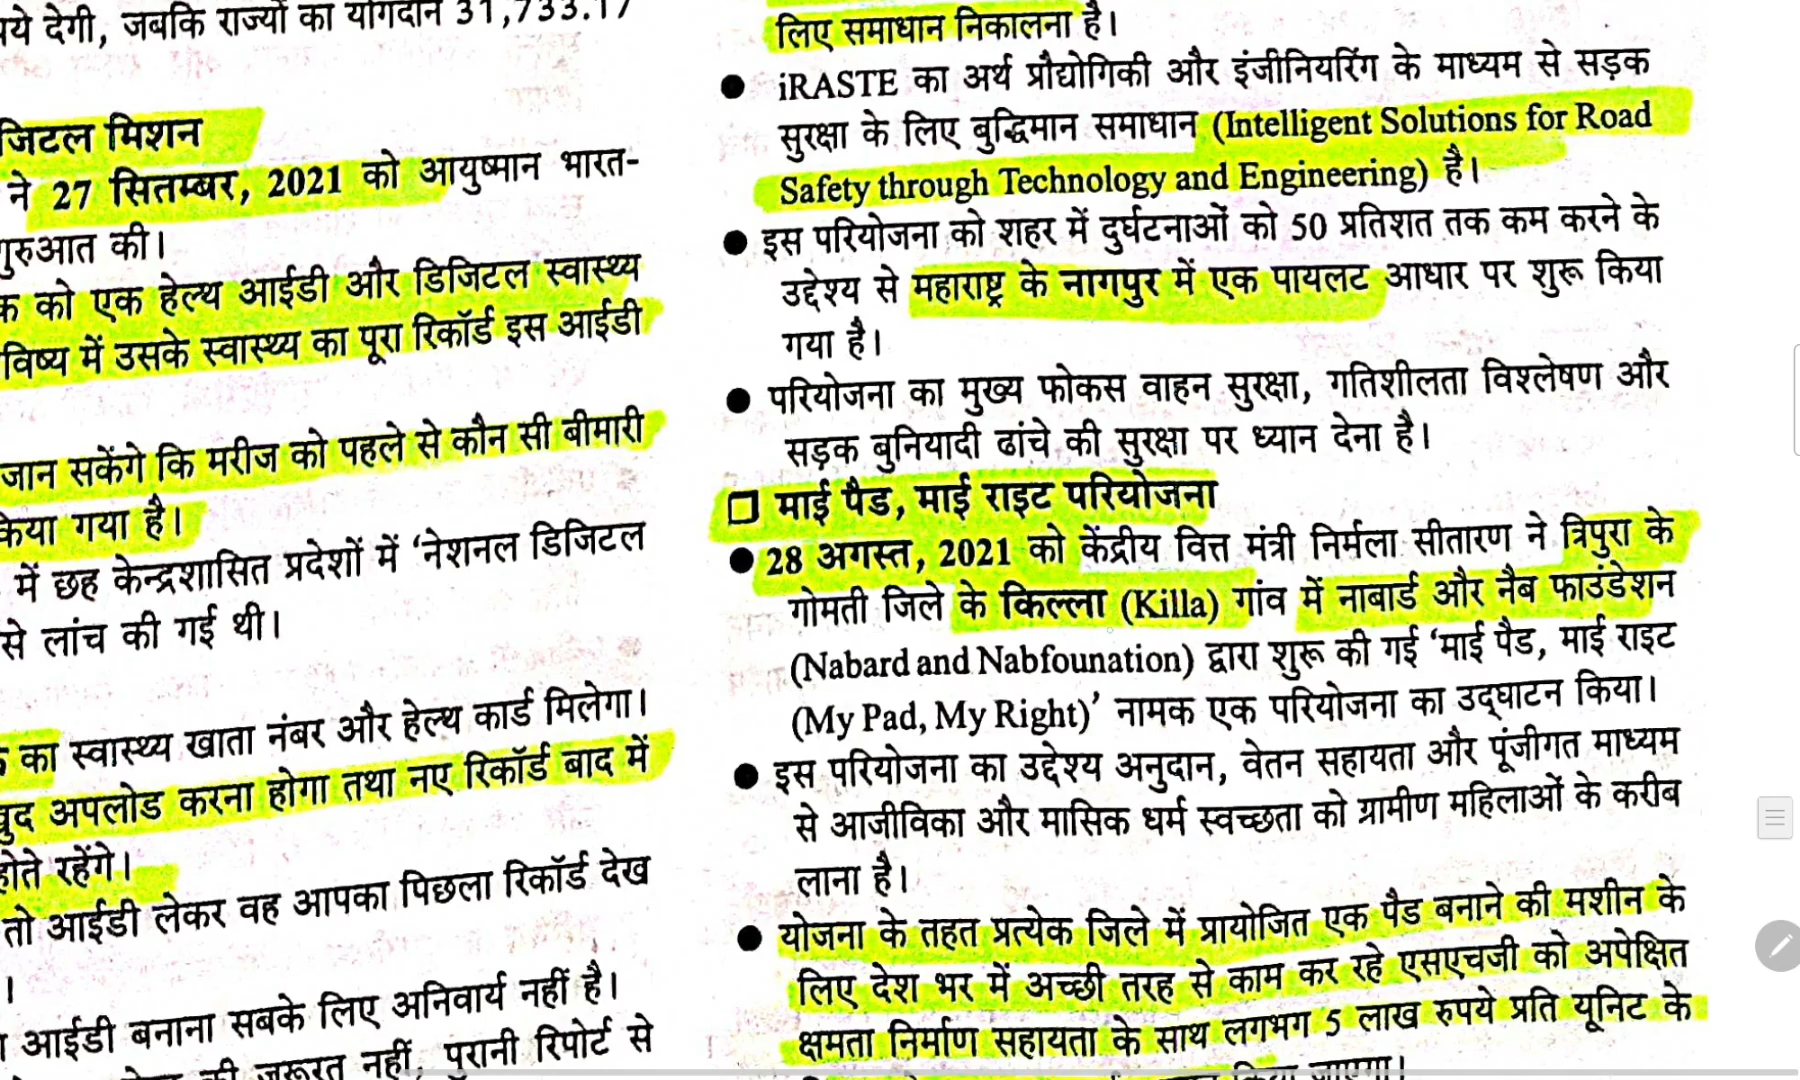 पये देगी, जबकि राज्यों का योगदान 31,733.17
जिटल मिशन
ने 27 सितम्बर, 2021 को आयुष्मान भारत-
शुरुआत की।
क को एक हेल्थ आईडी और डिजिटल स्वास्थ्य
विष्य में उसके स्वास्थ्य का पूरा रिकॉर्ड इस आईडी
जान सकेंगे कि मरीज को पहले से कौन सी बीमारी
किया गया है।
में छह केन्द्रशासित प्रदेशों में ‘नेशनल डिजिटल
से लांच की गई थी।
का स्वास्थ्य खाता नंबर और हेल्थ कार्ड मिलेगा।
खुद अपलोड करना होगा तथा नए रिकॉर्ड बाद में
होते रहेंगे।
तो आईडी लेकर वह आपका पिछला रिकॉर्ड देख
।
आईडी बनाना सबके लिए अनिवार्य नहीं है।
की जरूरत नहीं, पुरानी रिपोर्ट से
लिए समाधान निकालना है।
● iRASTE का अर्थ प्रौद्योगिकी और इंजीनियरिंग के माध्यम से सड़क
सुरक्षा के लिए बुद्धिमान समाधान (Intelligent Solutions for Road
Safety through Technology and Engineering) है।
● इस परियोजना को शहर में दुर्घटनाओं को 50 प्रतिशत तक कम करने के
उद्देश्य से महाराष्ट्र के नागपुर में एक पायलट आधार पर शुरू किया
गया है।
● परियोजना का मुख्य फोकस वाहन सुरक्षा, गतिशीलता विश्लेषण और
सड़क बुनियादी ढांचे की सुरक्षा पर ध्यान देना है।
❑ माई पैड, माई राइट परियोजना
● 28 अगस्त, 2021 को केंद्रीय वित्त मंत्री निर्मला सीतारण ने त्रिपुरा के
गोमती जिले के किल्ला (Killa) गांव में नाबार्ड और नैब फाउंडेशन
(Nabard and Nabfounation) द्वारा शुरू की गई ‘माई पैड, माई राइट
(My Pad, My Right)’ नामक एक परियोजना का उद्घाटन किया।
● इस परियोजना का उद्देश्य अनुदान, वेतन सहायता और पूंजीगत माध्यम
से आजीविका और मासिक धर्म स्वच्छता को ग्रामीण महिलाओं के करीब
लाना है।
● योजना के तहत प्रत्येक जिले में प्रायोजित एक पैड बनाने की मशीन के
लिए देश भर में अच्छी तरह से काम कर रहे एसएचजी को अपेक्षित
क्षमता निर्माण सहायता के साथ लगभग 5 लाख रुपये प्रति यूनिट के
किया जाएगा।